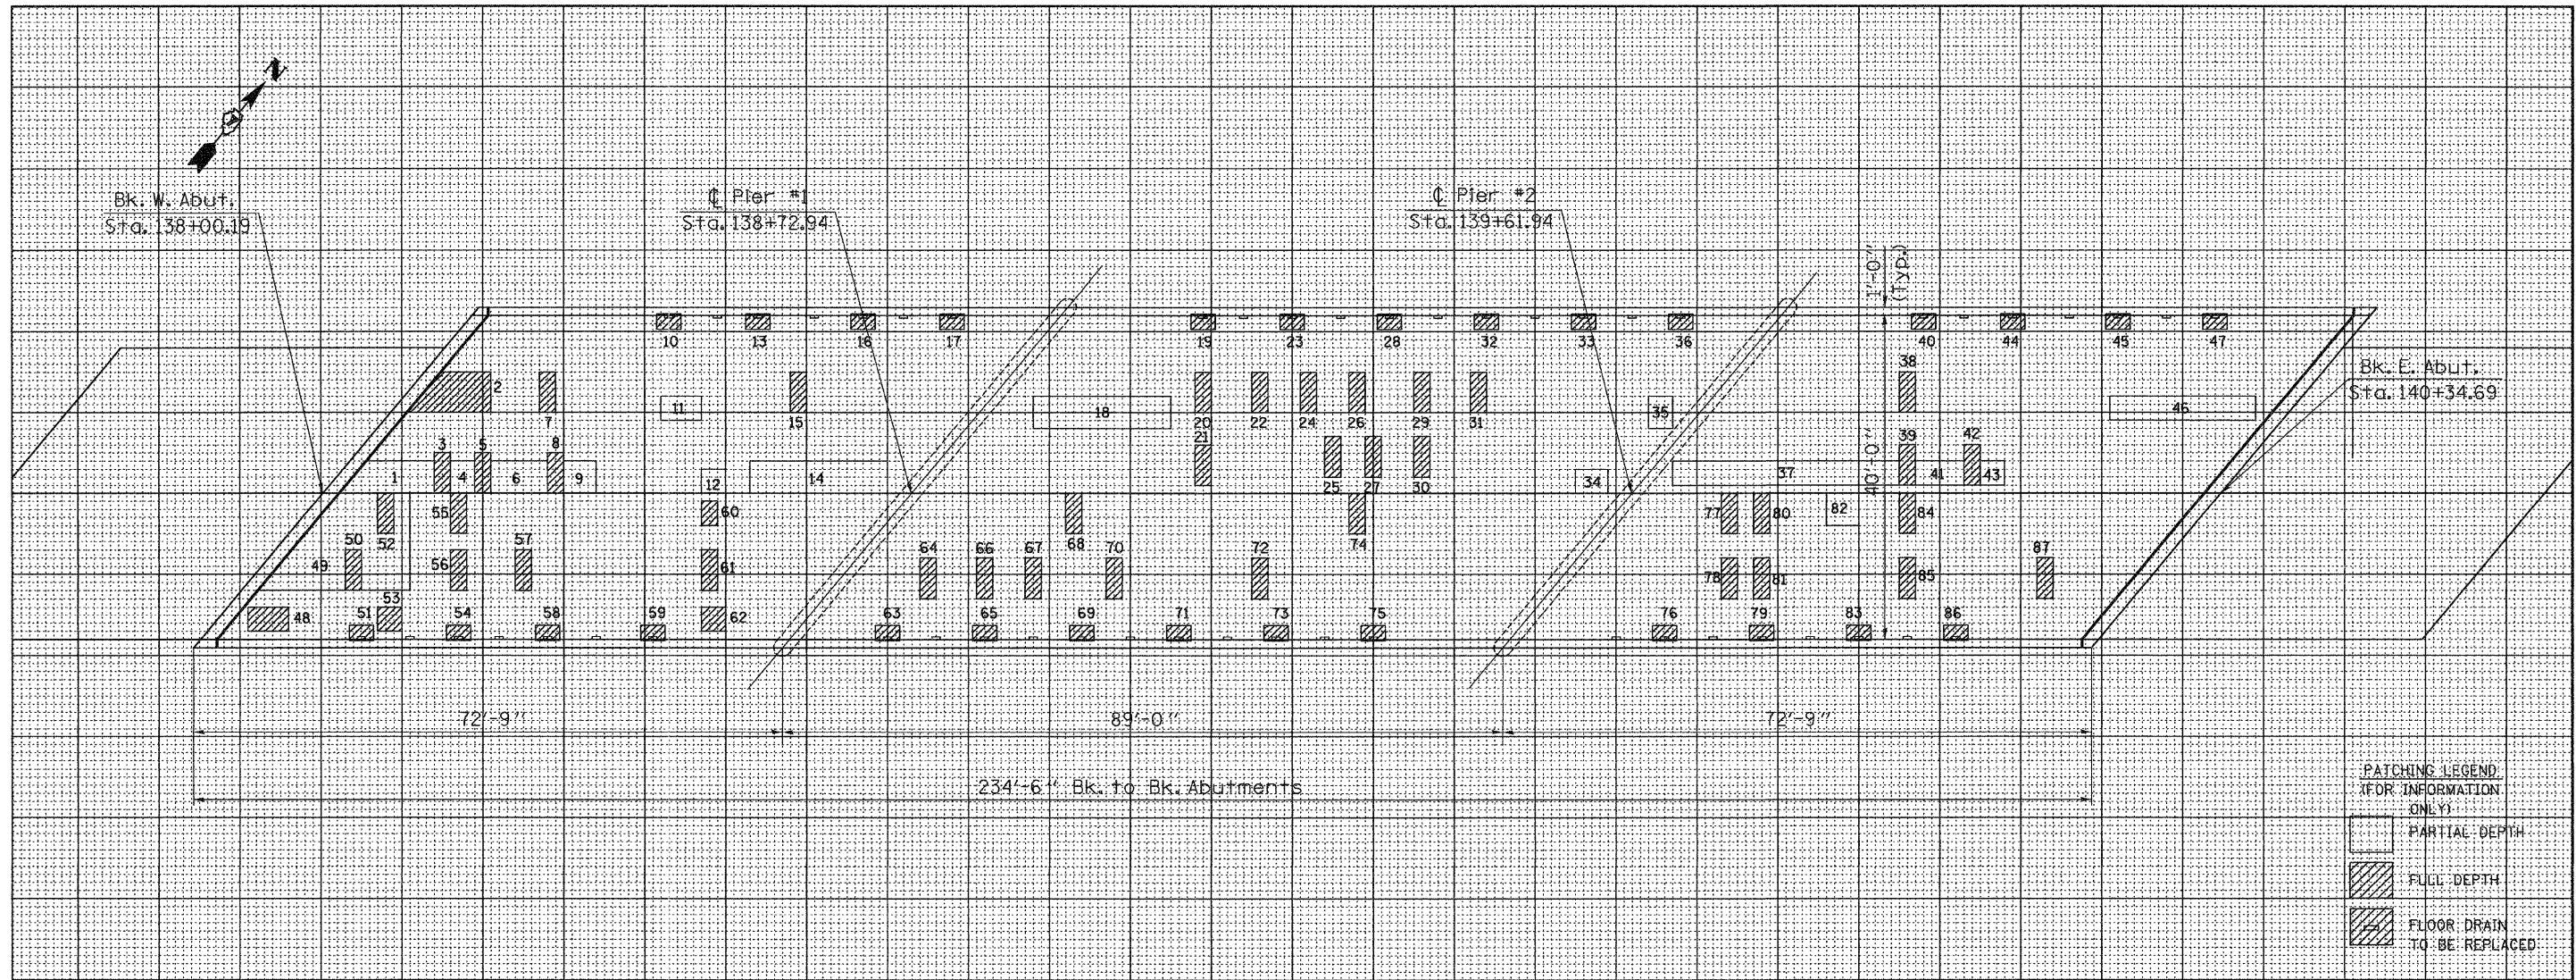 N
Bk. W. Abut.
Sta. 138+00.19
℄ Pier #1
Sta. 138+72.94
℄ Pier #2
Sta. 139+61.94
1'-0"
(Typ.)
Bk. E. Abut.
Sta. 140+34.69
40'-0"
10 13 16 17 19 23 28 32 33 36 40 44 45 47
2 38
7 11 15 18 20 22 24 26 29 31 35 46
3 5 8 21 39 42
1 4 6 9 12 14 25 27 30 34 37 41 43
55 60 68 74 77 80 82 84
50 52 57
49 56 61 64 66 67 70 72 78 81 85 87
53
48 51 54 58 59 62 63 65 69 71 73 75 76 79 83 86
72'-9" 89'-0" 72'-9"
234'-6" Bk. to Bk. Abutments
PATCHING LEGEND
(FOR INFORMATION
ONLY)
PARTIAL DEPTH
FULL DEPTH
FLOOR DRAIN
TO BE REPLACED